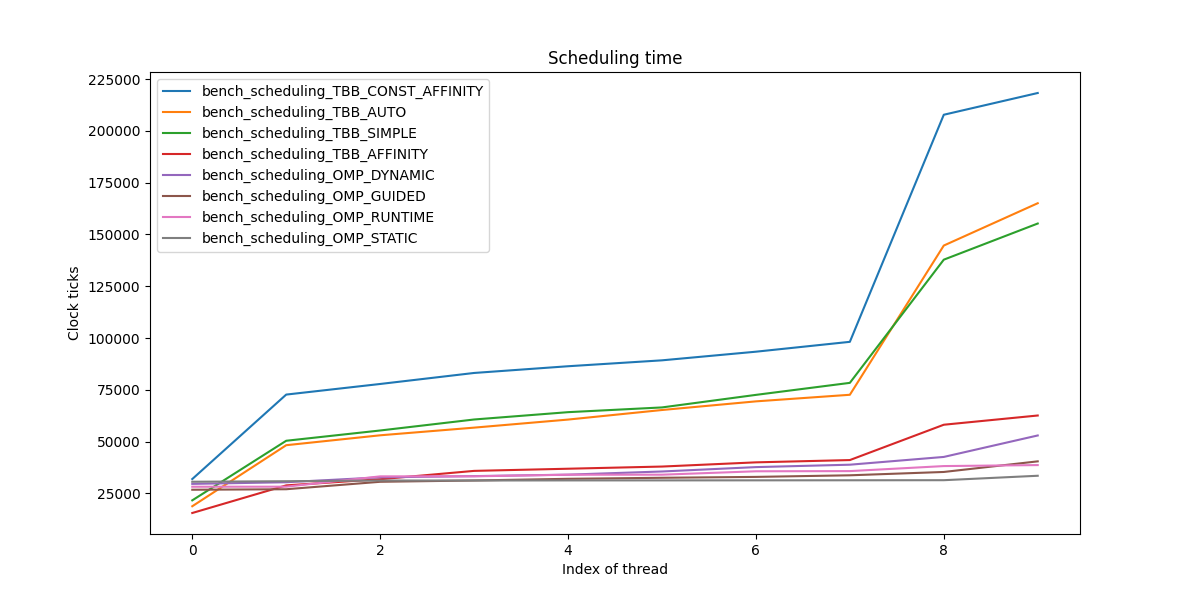 Scheduling time
225000
200000
175000
150000
125000
100000
75000
50000
25000
Clock ticks
bench_scheduling_TBB_CONST_AFFINITY
bench_scheduling_TBB_AUTO
bench_scheduling_TBB_SIMPLE
bench_scheduling_TBB_AFFINITY
bench_scheduling_OMP_DYNAMIC
bench_scheduling_OMP_GUIDED
bench_scheduling_OMP_RUNTIME
bench_scheduling_OMP_STATIC
0 2 4 6 8
Index of thread